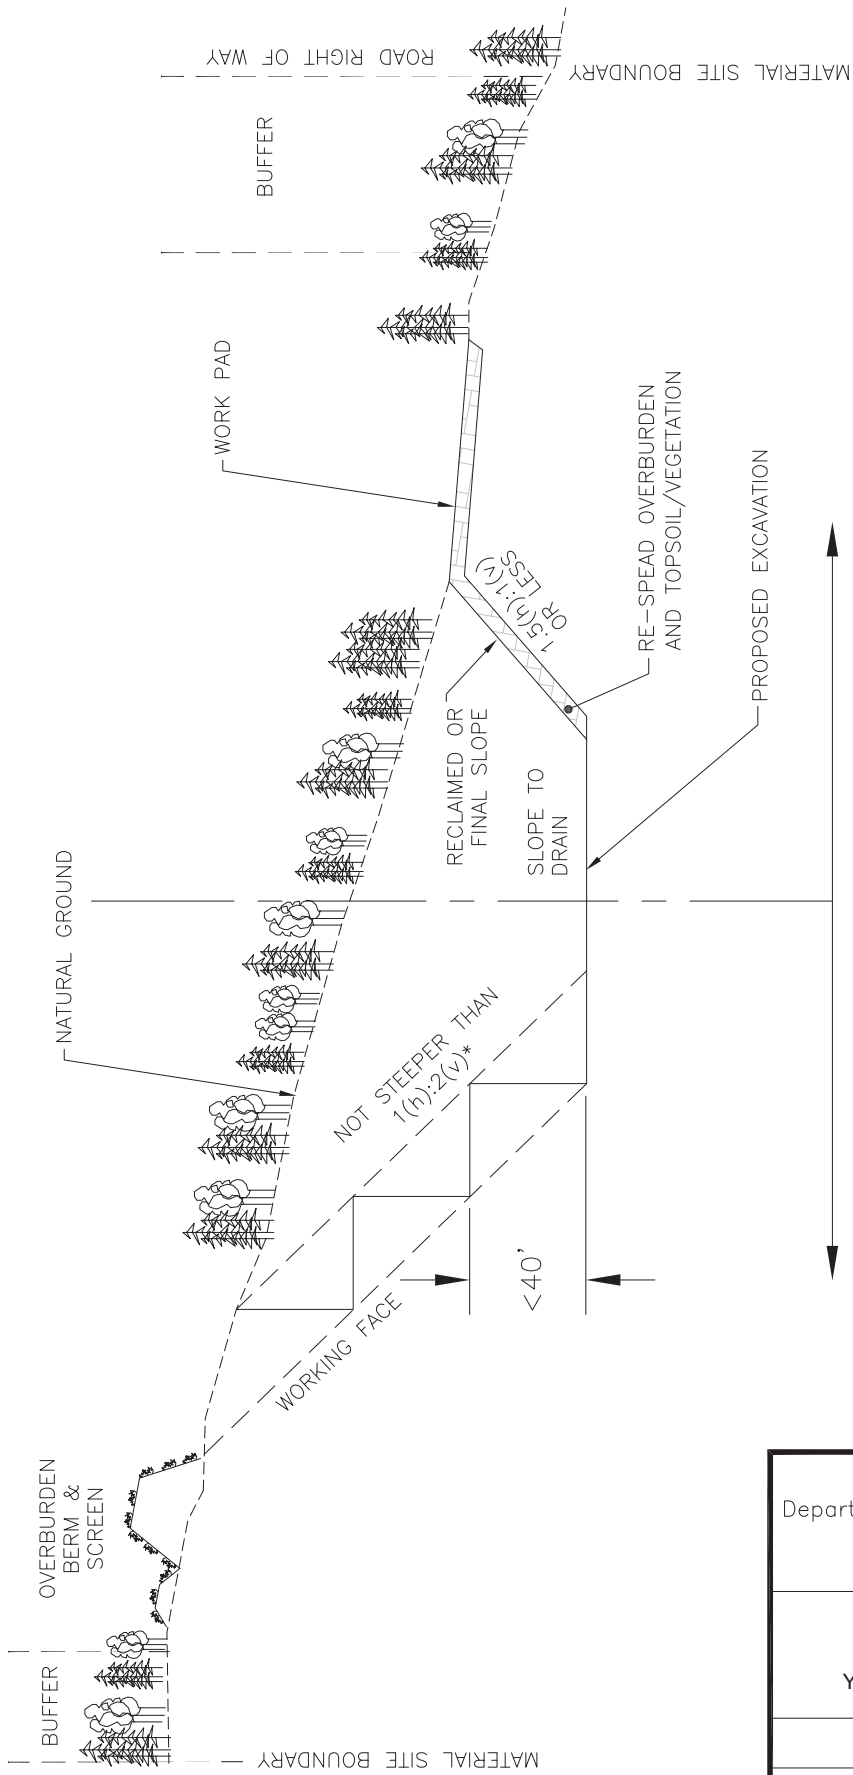 MATERIAL SITE BOUNDARY
BUFFER
OVERBURDEN
BERM &
SCREEN
WORKING FACE
<40'
NOT STEEPER THAN
1(h):2(v)*
NATURAL GROUND
SLOPE TO
DRAIN
RECLAIMED OR
FINAL SLOPE
1.5(h):1(v)
OR LESS
PROPOSED EXCAVATION
RE-SPEAD OVERBURDEN
AND TOPSOIL/VEGETATION
WORK PAD
BUFFER
ROAD RIGHT OF WAY
MATERIAL SITE BOUNDARY
Depart
Y